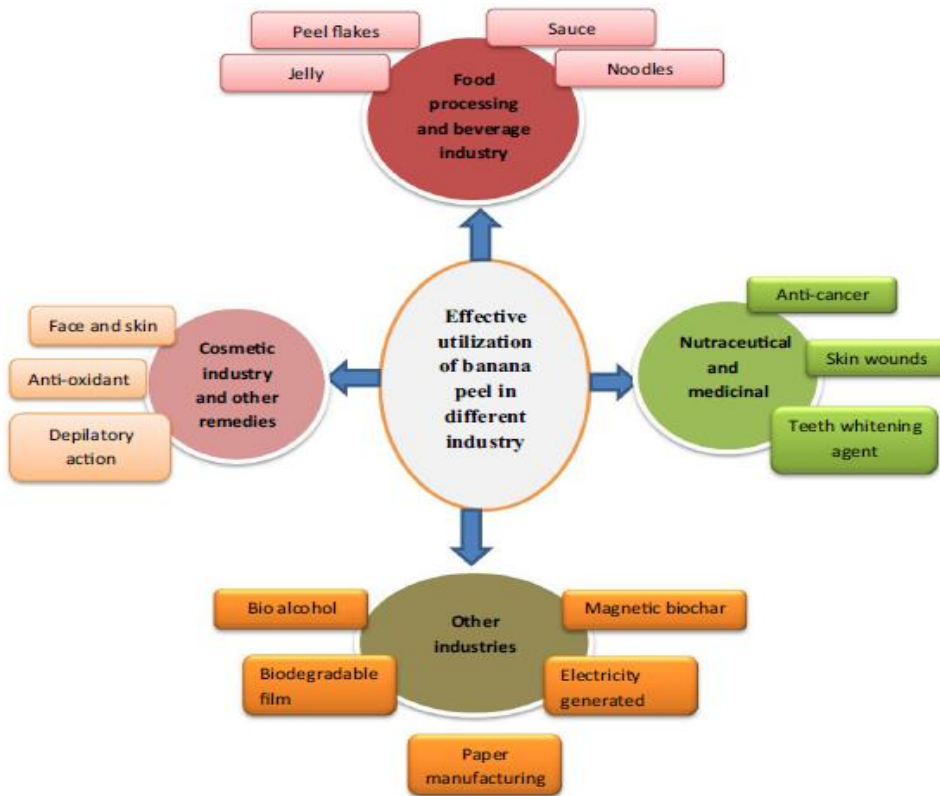 Peel flakes
Sauce
Jelly
Noodles
Food
processing
and beverage
industry
Effective
utilization
of banana
peel in
different
industry
Face and skin
Anti-oxidant
Depilatory
action
Cosmetic
industry
and other
remedies
Nutraceutical
and
medicinal
Anti-cancer
Skin wounds
Teeth whitening
agent
Other
industries
Bio alcohol
Magnetic biochar
Biodegradable
film
Electricity
generated
Paper
manufacturing